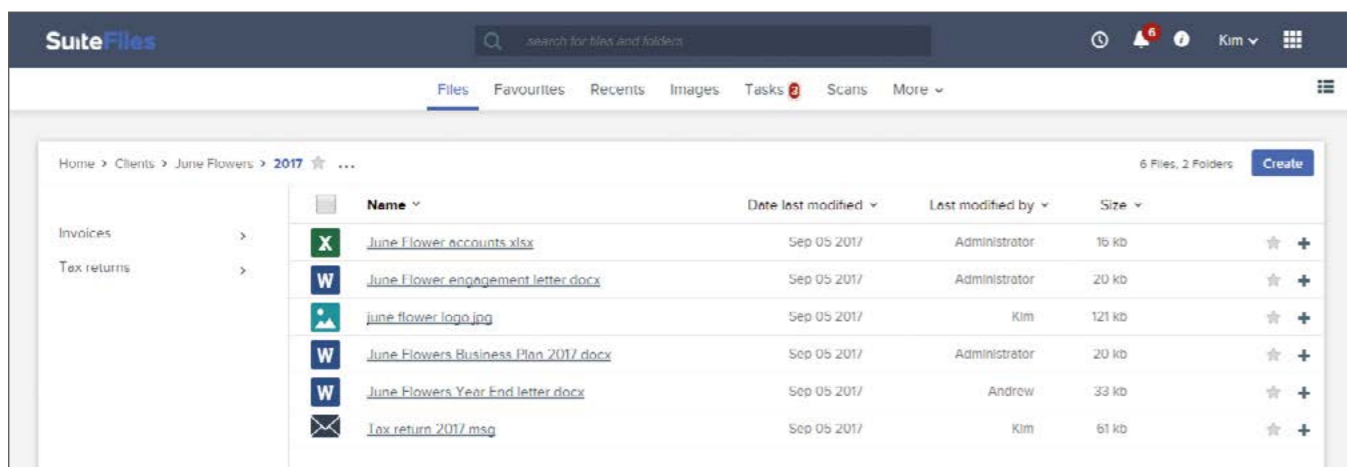 SuiteFiles
search for files and folders
6
Kim
Files Favourites Recents Images Tasks Scans More
Home > Clients > June Flowers > 2017 ...
6 Files, 2 Folders Create
Name Date last modified Last modified by Size
Invoices >
Tax returns >
June Flower accounts xlsx Sep 05 2017 Administrator 16 kb
June Flower engagement letter docx Sep 05 2017 Administrator 20 kb
june flower logo.jpg Sep 05 2017 Kim 121 kb
June Flowers Business Plan 2017 docx Sep 05 2017 Administrator 20 kb
June Flowers Year End letter docx Sep 05 2017 Andrew 33 kb
Tax return 2017 msg Sep 05 2017 Kim 61 kb